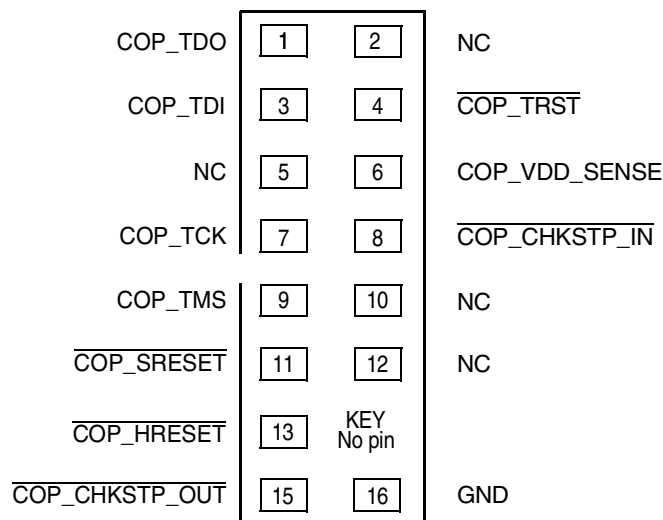 COP_TDO 1 2 NC
COP_TDI 3 4 COP_TRST
NC 5 6 COP_VDD_SENSE
COP_TCK 7 8 COP_CHKSTP_IN
COP_TMS 9 10 NC
COP_SRESET 11 12 NC
COP_HRESET 13 KEY
No pin
COP_CHKSTP_OUT 15 16 GND